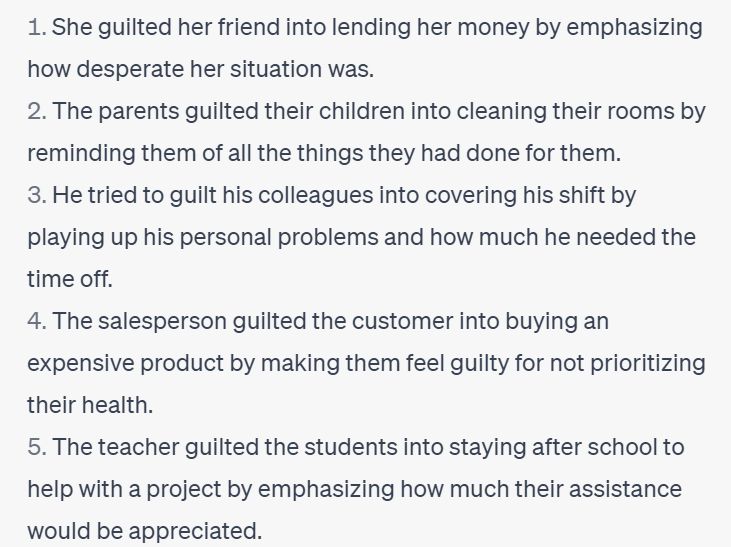 1. She guilted her friend into lending her money by emphasizing
how desperate her situation was.
2. The parents guilted their children into cleaning their rooms by
reminding them of all the things they had done for them.
3. He tried to guilt his colleagues into covering his shift by
playing up his personal problems and how much he needed the
time off.
4. The salesperson guilted the customer into buying an
expensive product by making them feel guilty for not prioritizing
their health.
5. The teacher guilted the students into staying after school to
help with a project by emphasizing how much their assistance
would be appreciated.